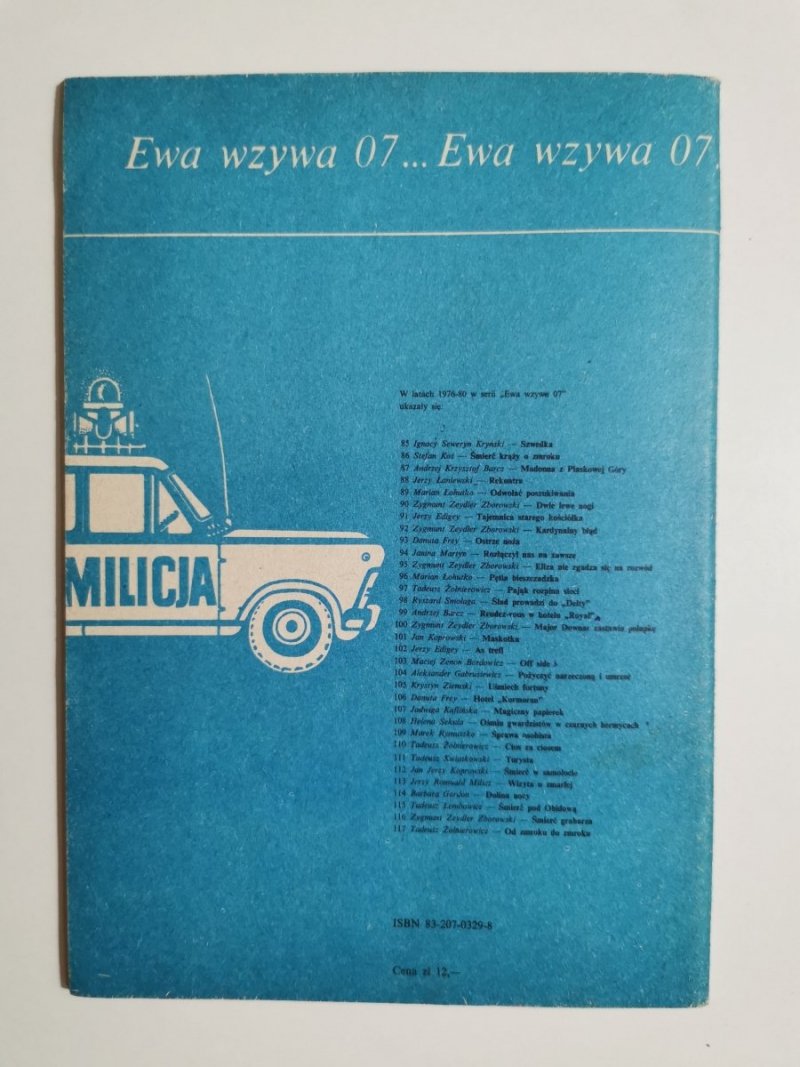 Ewa wzywa 07... Ewa wzywa 07.
MILICJA
W latach 1976-80 w serii „Ewa wzywa 07”
ukazały się:
85 Ignacy Seweryn Kryński — Szwedka
86 Stefan Kos — Śmierć krąży o zmroku
87 Andrzej Krzysztof Barcz — Madonna z Piaskowej Góry
88 Jerzy Łaniewski — Rekontra
89 Marian Łohutko — Odwołać poszukiwania
90 Zygmunt Zeydler Zborowski — Dwie lewe nogi
91 Jerzy Edigey — Tajemnica starego kościółka
92 Zygmunt Zeydler Zborowski — Kardynalny błąd
93 Danuta Frey — Ostrze noża
94 Janina Martyn — Rozłączył nas na zawsze
95 Zygmunt Zeydler Zborowski — Eliza nie zgadza się na rozwód
96 Marian Łohutko — Pętla bieszczadzka
97 Tadeusz Żołnierowicz — Pająk rozpina sieci
98 Ryszard Smolaga — Ślad prowadzi do „Delty”
99 Andrzej Barcz — Rendez-vous w hotelu „Royal”
100 Zygmunt Zeydler Zborowski — Major Downar zastawia pułapkę
101 Jan Koprowski — Maskotka
102 Jerzy Edigey — As trefl
103 Maciej Zenon Bordowicz — Off side
104 Aleksander Gabrusiewicz — Pożyczyć narzeczoną i umrzeć
105 Krystyn Ziemski — Uśmiech fortuny
106 Danuta Frey — Hotel „Kormoran”
107 Jadwiga Kaflińska — Magiczny papierek
108 Helena Sekuła — Ośmiu gwardzistów w czarnych hermycach
109 Marek Rymuszko — Sprawa osobista
110 Tadeusz Żołnierowicz — Cios za ciosem
111 Tadeusz Kwiatkowski — Turysta
112 Jan Jerzy Koprowski — Śmierć w samolocie
113 Jerzy Romuald Milicz — Wizyta u zmarłej
114 Barbara Gordon — Dolina nocy
115 Tadeusz Lembowicz — Śmierć pod Obidową
116 Zygmunt Zeydler Zborowski — Śmierć grabarza
117 Tadeusz Żołnierowicz — Od zmroku do zmroku
ISBN 83-207-0329-8
Cena zł 12,—